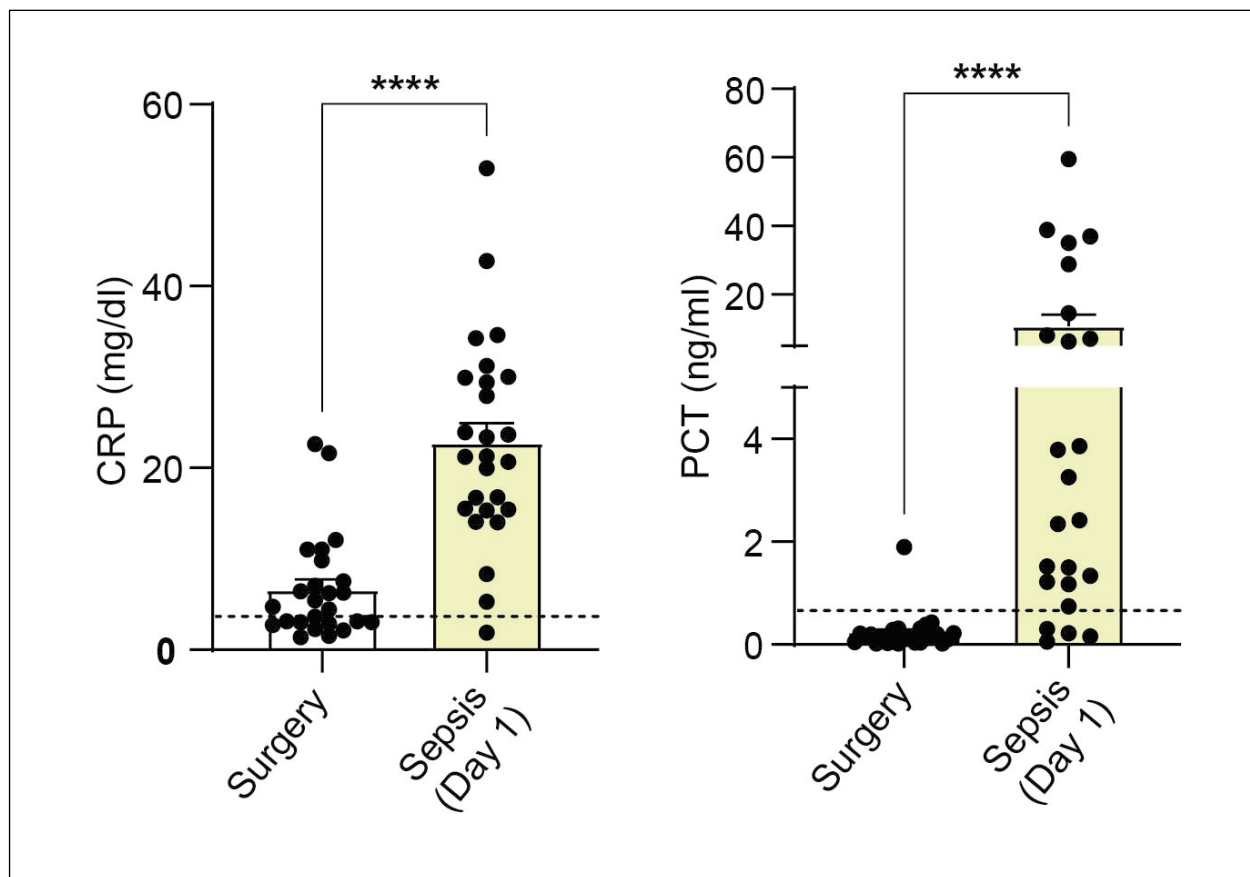 ****
60
40
20
0
CRP (mg/dl)
Surgery
Sepsis
(Day 1)
****
80
60
40
20
4
2
0
PCT (ng/ml)
Surgery
Sepsis
(Day 1)